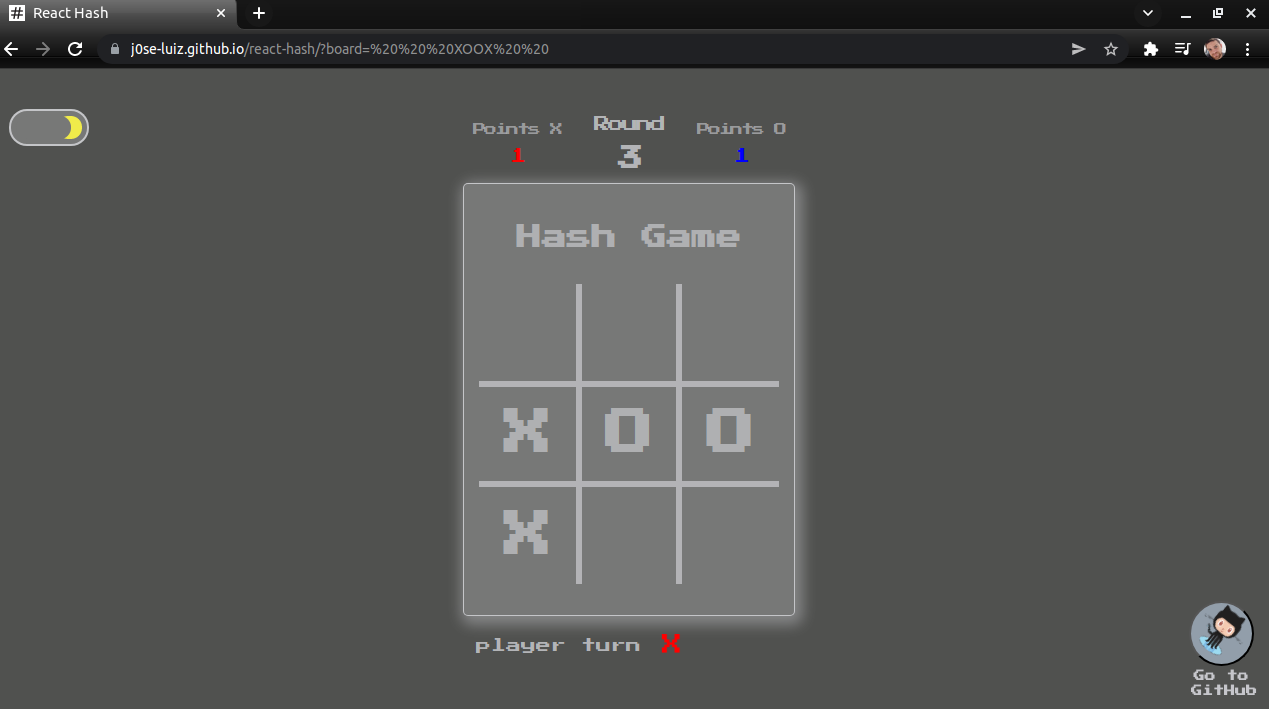 React Hash
j0se-luiz.github.io/react-hash/?board=%20%20%20XOOX%20%20
Points X Round Points O
1 3 1
Hash Game
X O O
X
player turn X
Go to
GitHub